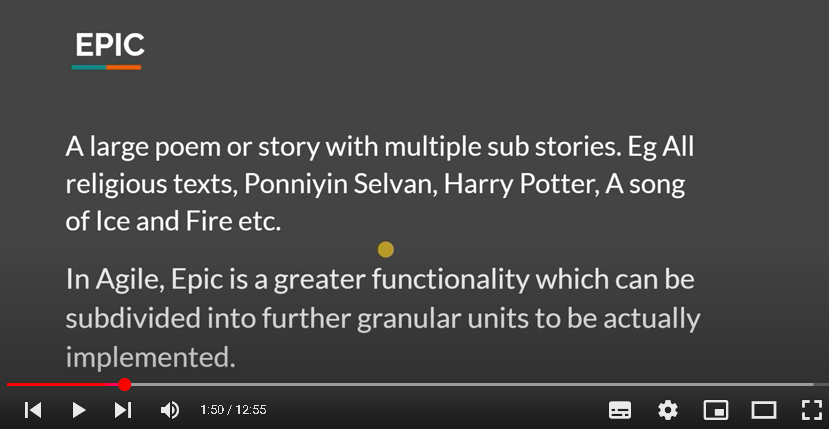 EPIC
A large poem or story with multiple sub stories. Eg All
religious texts, Ponniyin Selvan, Harry Potter, A song
of Ice and Fire etc.
In Agile, Epic is a greater functionality which can be
subdivided into further granular units to be actually
implemented.
1:50 / 12:55